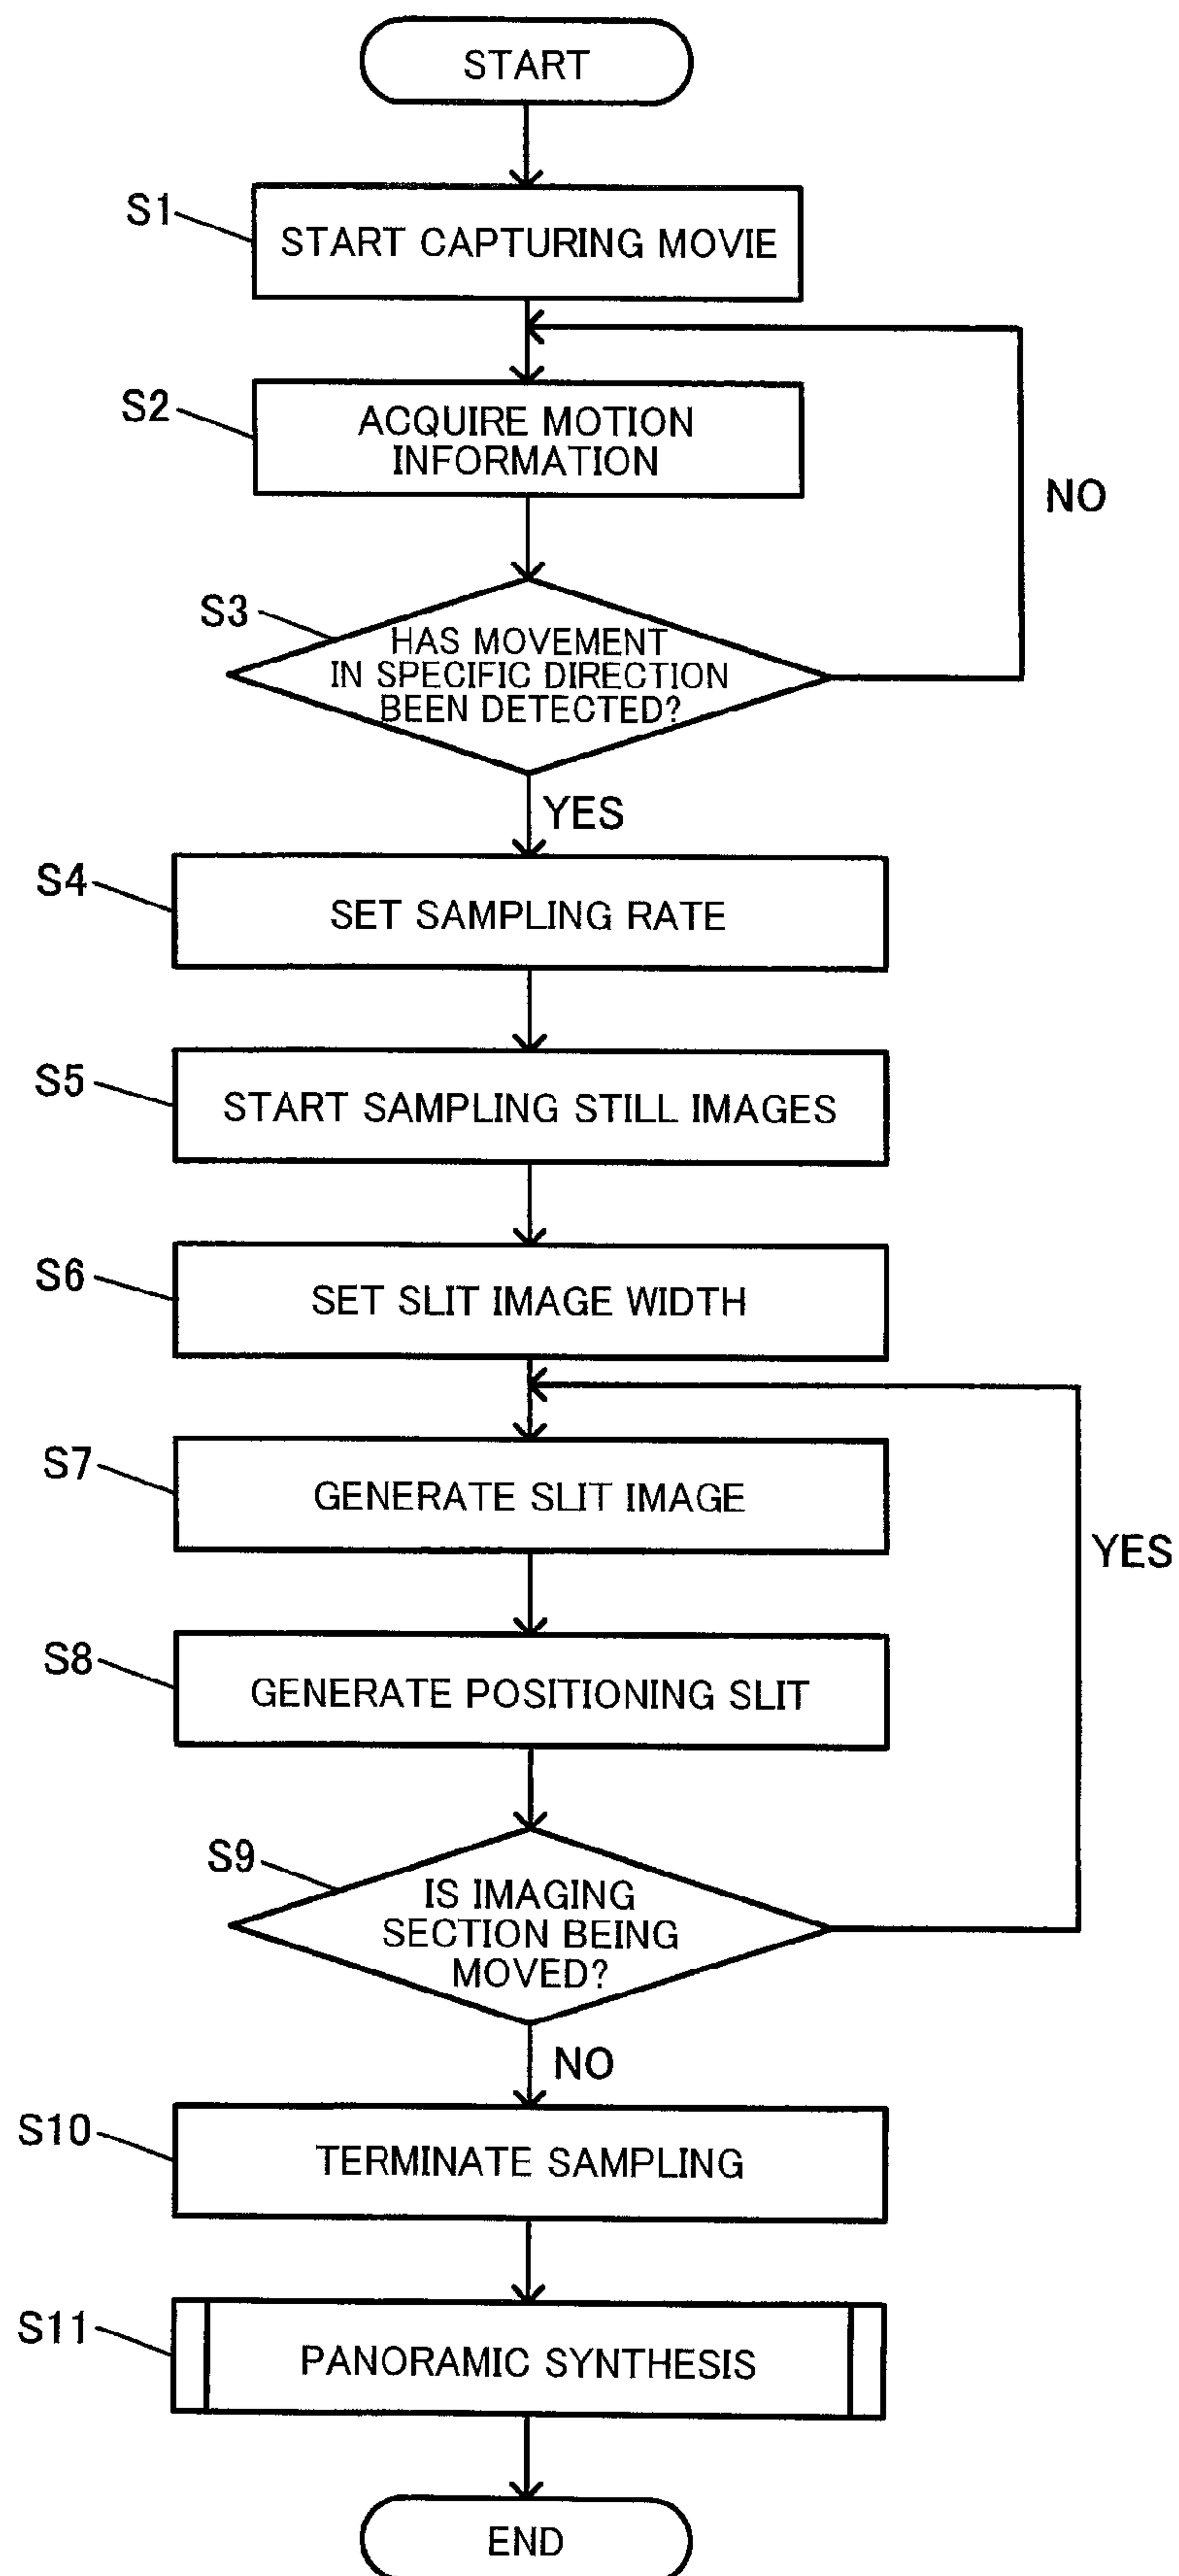 START
S1
START CAPTURING MOVIE
S2
ACQUIRE MOTION
INFORMATION
NO
S3
HAS MOVEMENT
IN SPECIFIC DIRECTION
BEEN DETECTED?
YES
S4
SET SAMPLING RATE
S5
START SAMPLING STILL IMAGES
S6
SET SLIT IMAGE WIDTH
S7
GENERATE SLIT IMAGE
YES
S8
GENERATE POSITIONING SLIT
S9
IS IMAGING
SECTION BEING
MOVED?
NO
S10
TERMINATE SAMPLING
S11
PANORAMIC SYNTHESIS
END